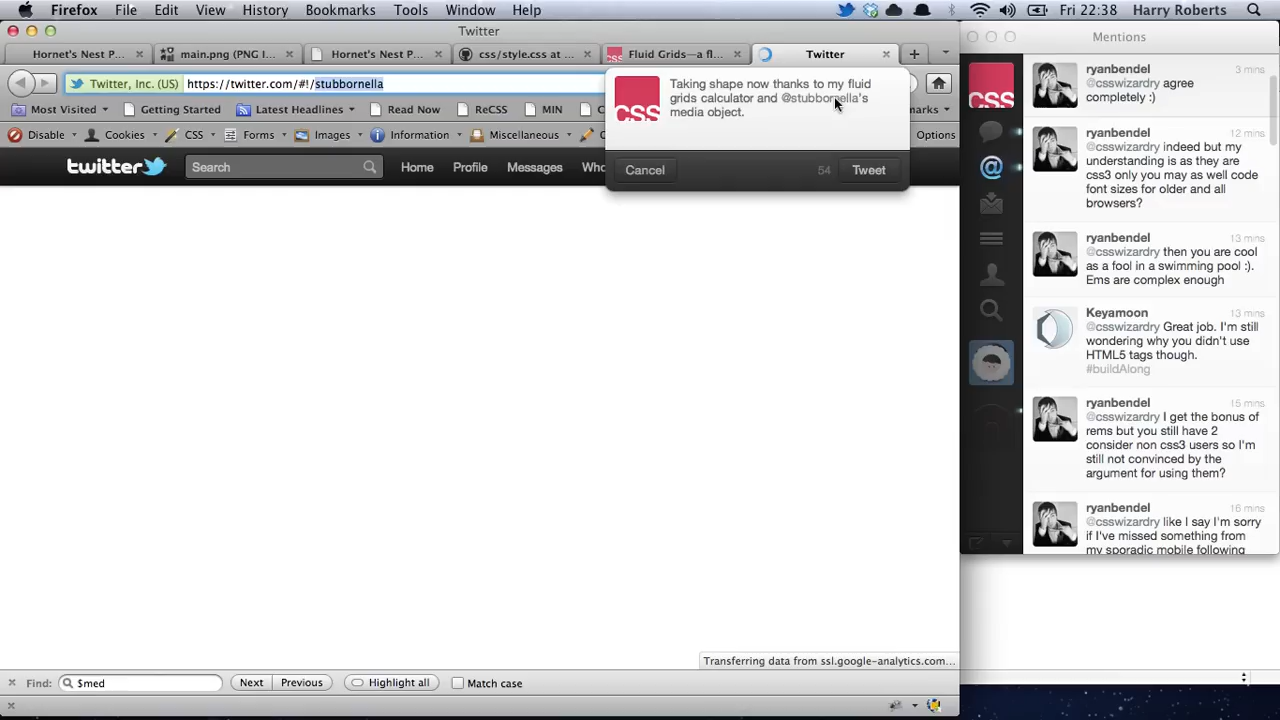 Firefox File Edit View History Bookmarks Tools Window Help
Fri 22:38 Harry Roberts
Twitter
Hornet's Nest P...
main.png (PNG I...
Hornet's Nest P...
css/style.css at ...
Fluid Grids—a fl...
Twitter
Twitter, Inc. (US) https://twitter.com/#!/stubbornella
Most Visited Getting Started Latest Headlines Read Now ReCSS MIN
Disable Cookies CSS Forms Images Miscellaneous
Options
twitter Search Home Profile Messages
CSS
Taking shape now thanks to my fluid
grids calculator and @stubbornella's
media object.
Cancel 54 Tweet
Transferring data from ssl.google-analytics.com...
Find: $med Next Previous Highlight all Match case
Mentions
CSS
ryanbendel 3 mins
@csswizardry agree
completely :)
ryanbendel 12 mins
@csswizardry indeed but my
understanding is as they are
css3 only you may as well code
font sizes for older and all
browsers?
ryanbendel 13 mins
@csswizardry then you are cool
as a fool in a swimming pool :).
Ems are complex enough
Keyamoon 13 mins
@csswizardry Great job. I'm still
wondering why you didn't use
HTML5 tags though.
#buildAlong
ryanbendel 15 mins
@csswizardry I get the bonus of
rems but you still have 2
consider non css3 users so I'm
still not convinced by the
argument for using them?
ryanbendel 16 mins
@csswizardry like I say I'm sorry
if I've missed something from
my sporadic mobile following